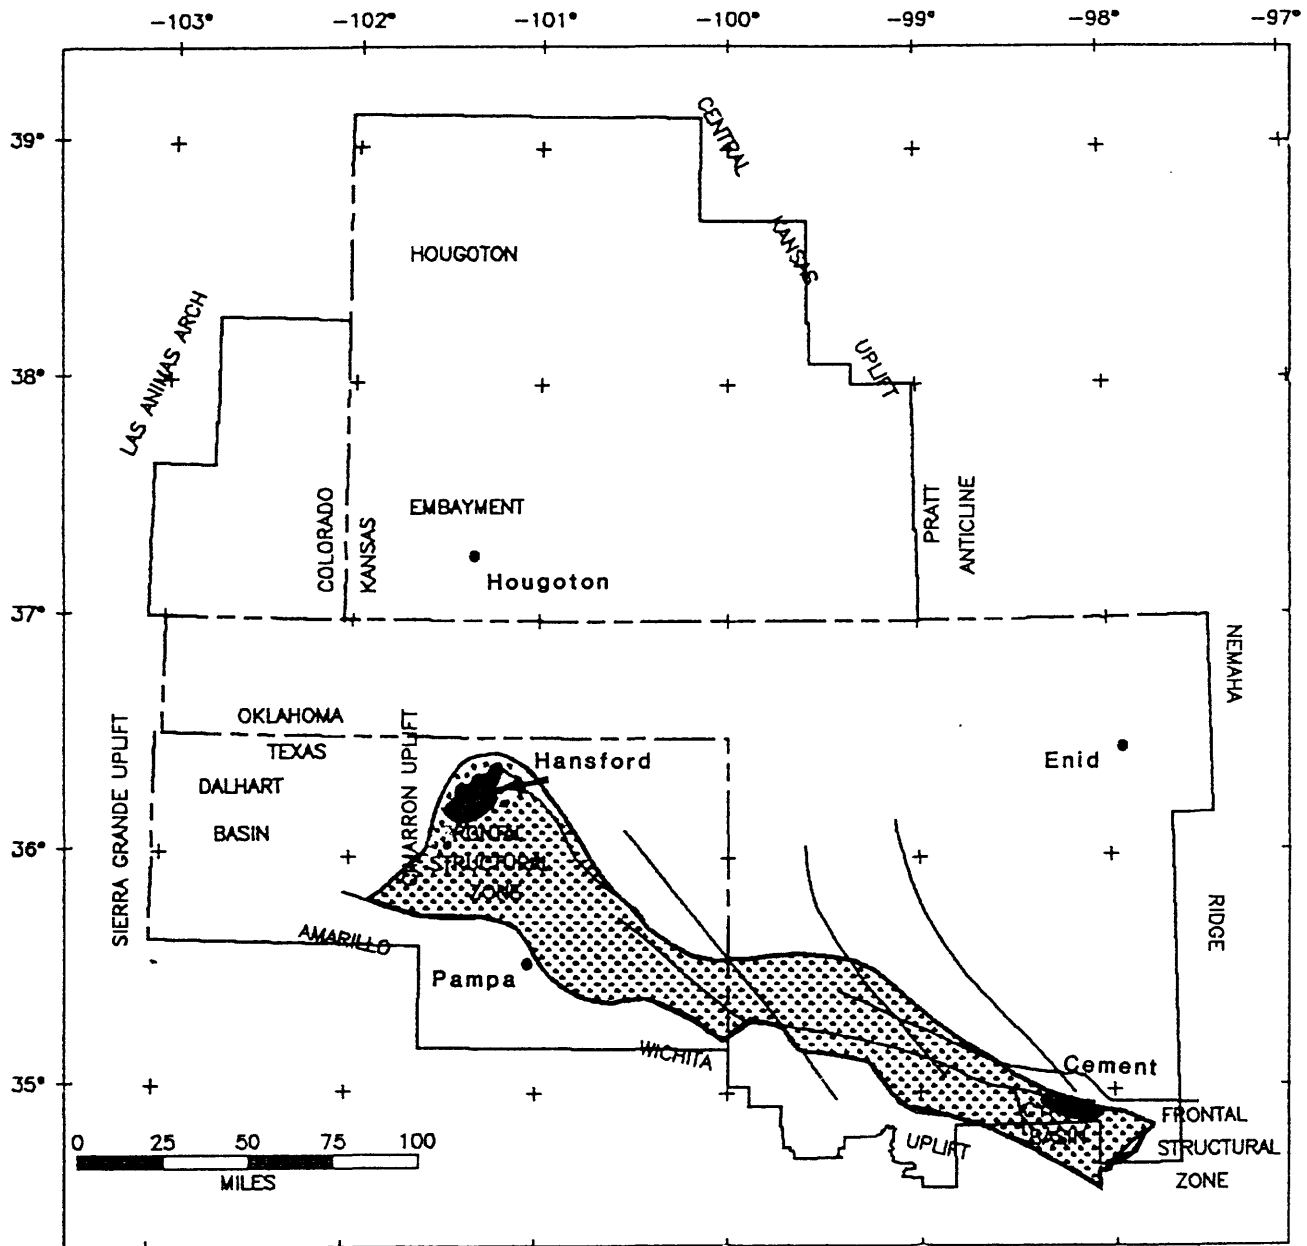 -103° -102° -101° -100° -99° -98° -97°
39°
CENTRAL
KANSAS
UPLIFT
HOUGOTON
LAS ANIMAS ARCH
38°
EMBAYMENT
COLORADO
KANSAS
PRATT
ANTICLINE
Hougoton
37°
NEMAHA
RIDGE
OKLAHOMA
TEXAS
SIERRA GRANDE UPLIFT
CIMARRON UPLIFT
DALHART
BASIN
Hansford
Enid
36°
STRUCTURAL
ZONE
AMARILLO
Pampa
WICHITA
Cement
35°
BASIN
UPLIFT
FRONTAL
STRUCTURAL
ZONE
0 25 50 75 100
MILES